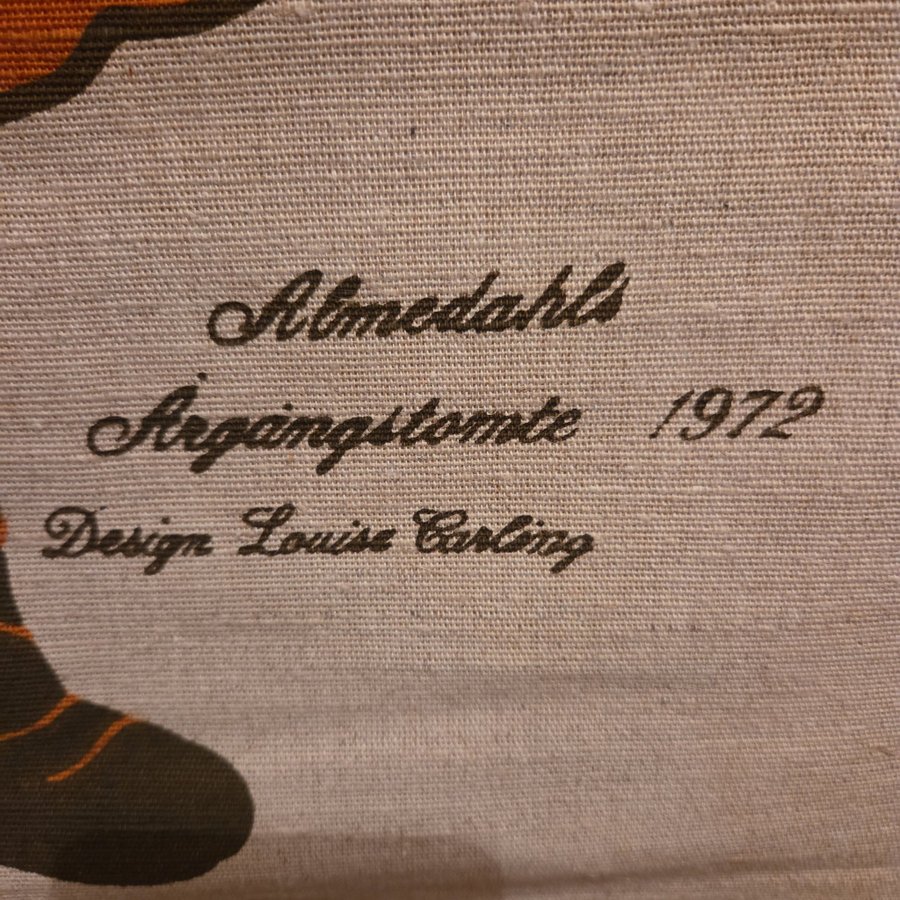 Almedahls
Årgångstomte 1972
Design Louise Carling